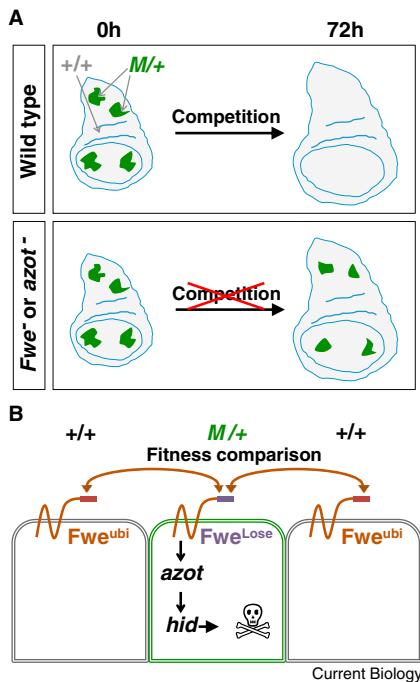 A
0h
72h
+/+
M/+
Competition
Wild type
Competition
Fwe- or azot -
B
+/+
M/+
+/+
Fitness comparison
Fweubi
FweLose
Fweubi
azot
hid
Current Biology